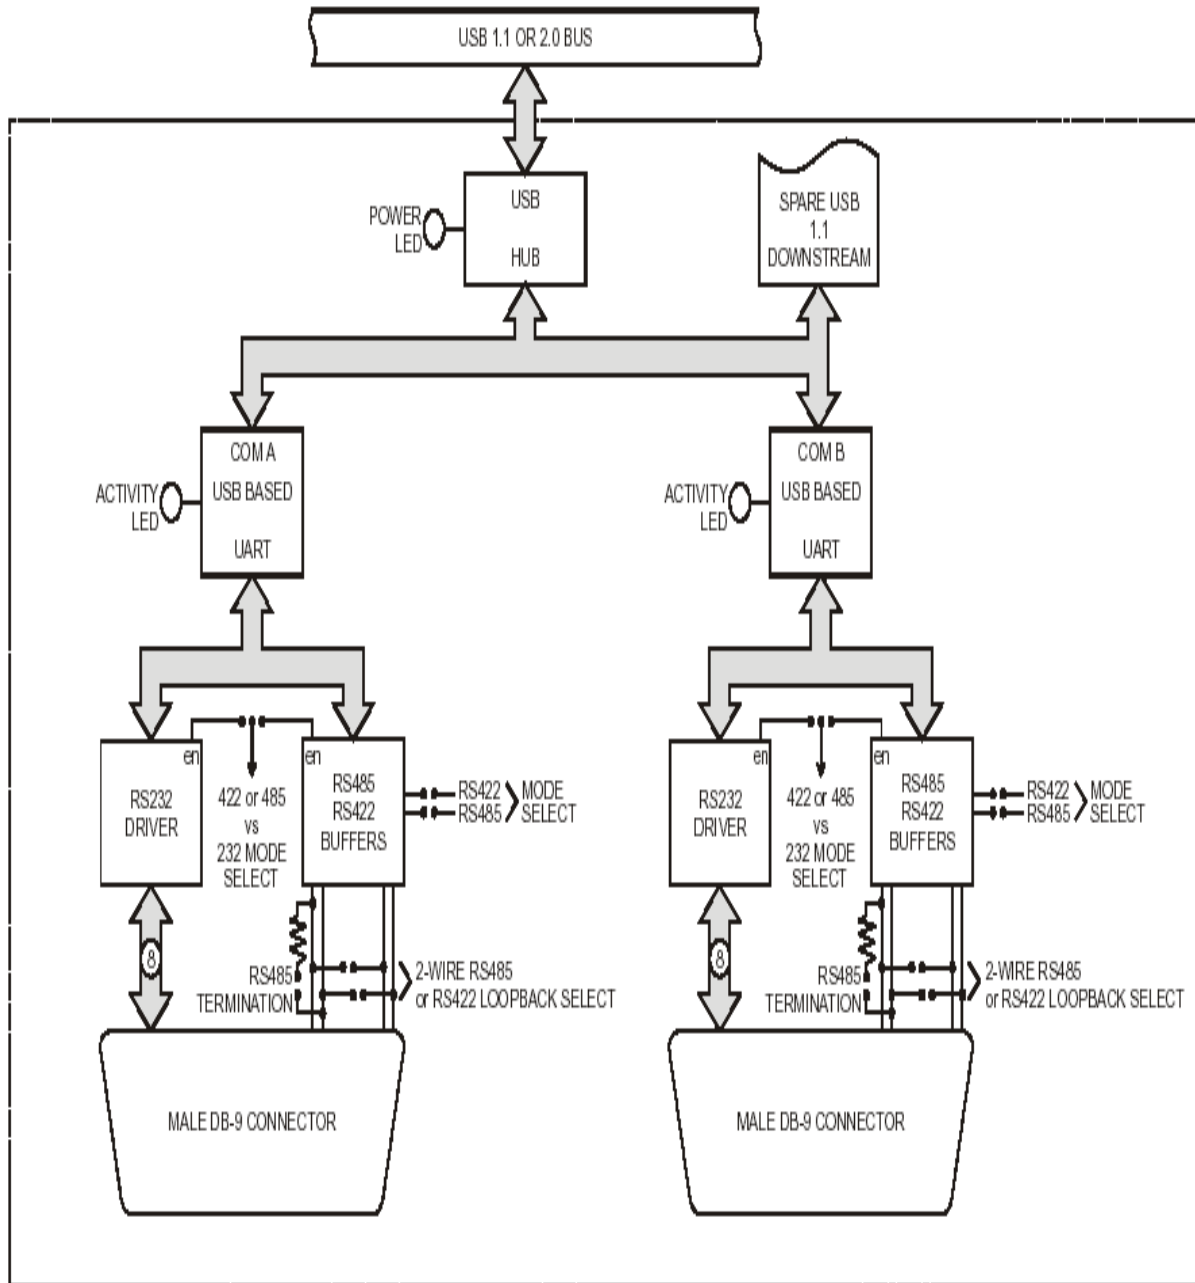 USB 1.1 OR 2.0 BUS
USB
HUB
POWER
LED
SPARE USB
1.1
DOWNSTREAM
COM A
USB BASED
UART
ACTIVITY
LED
COM B
USB BASED
UART
ACTIVITY
LED
en
RS232
DRIVER
422 or 485
vs
232 MODE
SELECT
en
RS485
RS422
BUFFERS
RS422
RS485
MODE
SELECT
en
RS232
DRIVER
422 or 485
vs
232 MODE
SELECT
en
RS485
RS422
BUFFERS
RS422
RS485
MODE
SELECT
8
RS485
TERMINATION
2-WIRE RS485
or RS422 LOOPBACK SELECT
8
RS485
TERMINATION
2-WIRE RS485
or RS422 LOOPBACK SELECT
MALE DB-9 CONNECTOR
MALE DB-9 CONNECTOR